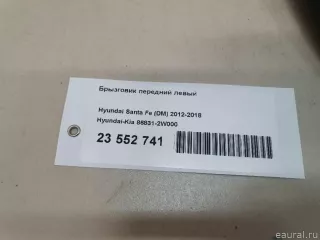 Брызговик передний левый
Hyundai Santa Fe (DM) 2012-2018
Hyundai-Kia 86831-2W000
23 552 741
© eaural.ru